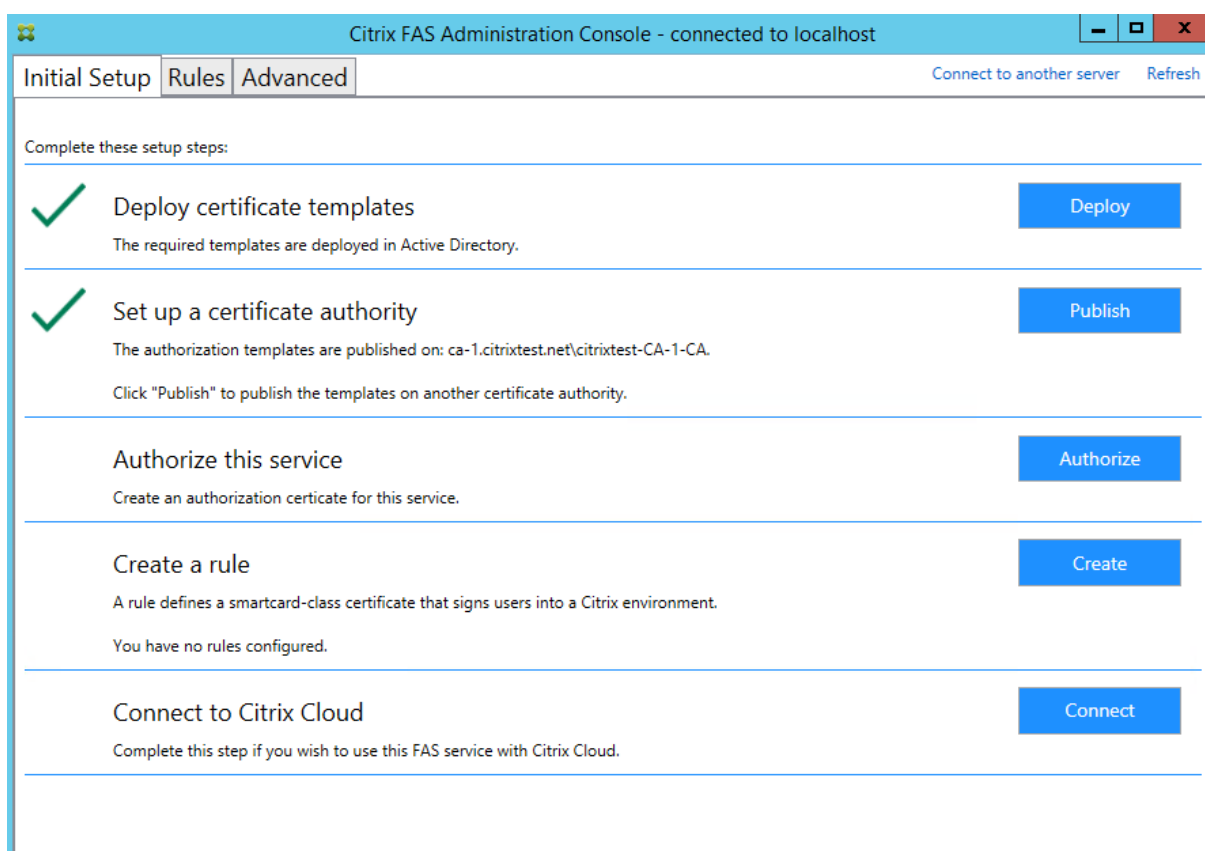 Citrix FAS Administration Console - connected to localhost
Initial Setup Rules Advanced Connect to another server Refresh
Complete these setup steps:
Deploy certificate templates Deploy
The required templates are deployed in Active Directory.
Set up a certificate authority Publish
The authorization templates are published on: ca-1.citrixtest.net\citrixtest-CA-1-CA.
Click "Publish" to publish the templates on another certificate authority.
Authorize this service Authorize
Create an authorization certicate for this service.
Create a rule Create
A rule defines a smartcard-class certificate that signs users into a Citrix environment.
You have no rules configured.
Connect to Citrix Cloud Connect
Complete this step if you wish to use this FAS service with Citrix Cloud.